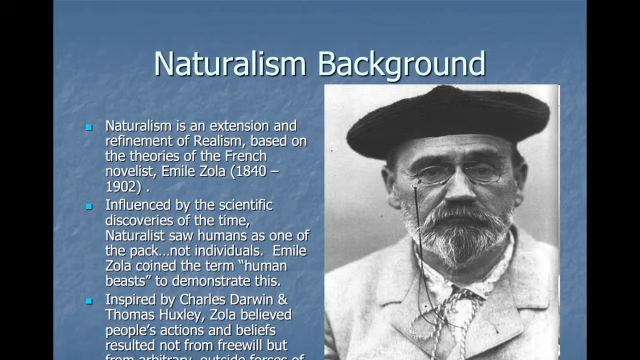 Naturalism Background
Naturalism is an extension and
refinement of Realism, based on
the theories of the French
novelist, Emile Zola (1840 –
1902) .
Influenced by the scientific
discoveries of the time,
Naturalist saw humans as one of
the pack…not individuals. Emile
Zola coined the term “human
beasts” to demonstrate this.
Inspired by Charles Darwin &
Thomas Huxley, Zola believed
people’s actions and beliefs
resulted not from freewill but
from arbitrary, outside forces of